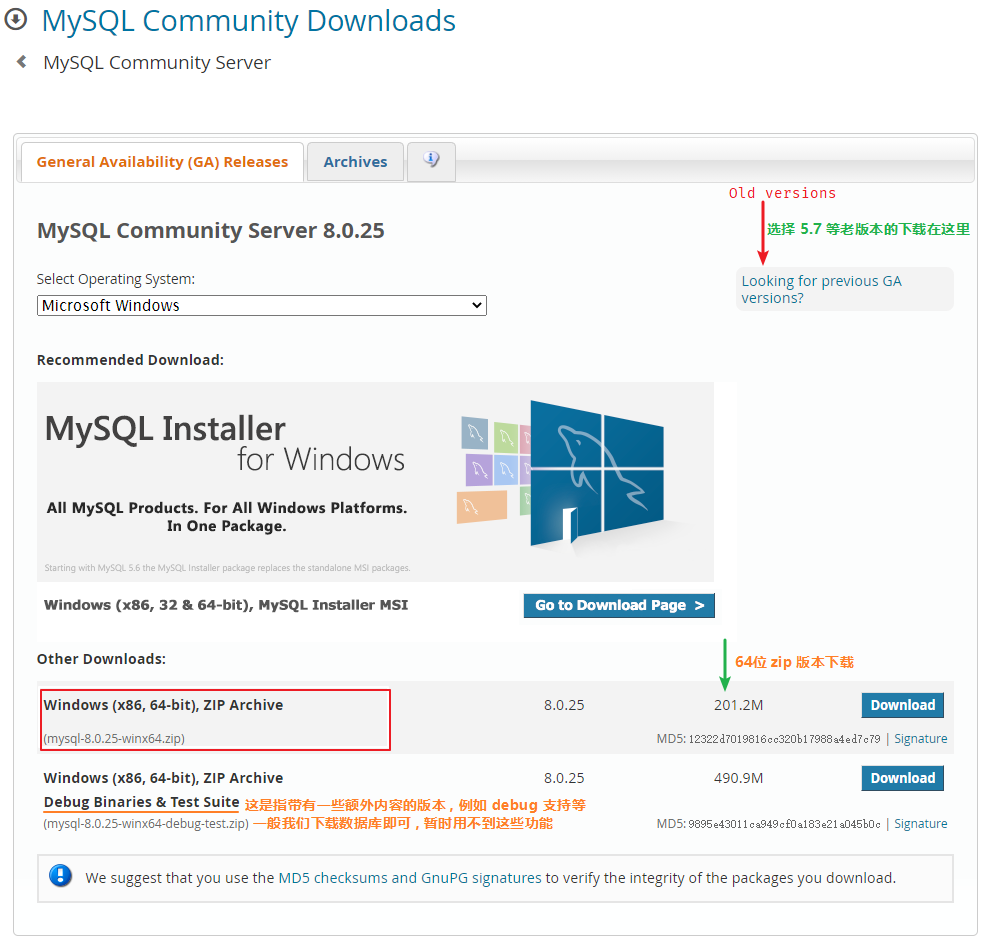 MySQL Community Downloads
MySQL Community Server
General Availability (GA) Releases
Archives
Old versions
选择 5.7 等老版本的下载在这里
MySQL Community Server 8.0.25
Select Operating System:
Looking for previous GA
versions?
Microsoft Windows
Recommended Download:
MySQL Installer
for Windows
All MySQL Products. For All Windows Platforms.
In One Package.
Starting with MySQL 5.6 the MySQL Installer package replaces the standalone MSI packages.
Windows (x86, 32 & 64-bit), MySQL Installer MSI
Go to Download Page >
Other Downloads:
64位 zip 版本下载
Windows (x86, 64-bit), ZIP Archive 8.0.25 201.2M Download
(mysql-8.0.25-winx64.zip) MD5: 12322d7019816cc320b17988a4ed7c79 | Signature
Windows (x86, 64-bit), ZIP Archive 8.0.25 490.9M Download
Debug Binaries & Test Suite 这是指带有一些额外内容的版本，例如 debug 支持等
(mysql-8.0.25-winx64-debug-test.zip) 一般我们下载数据库即可，暂时用不到这些功能 MD5: 9895e43011ca949cf0a183e21a045b0c | Signature
We suggest that you use the MD5 checksums and GnuPG signatures to verify the integrity of the packages you download.